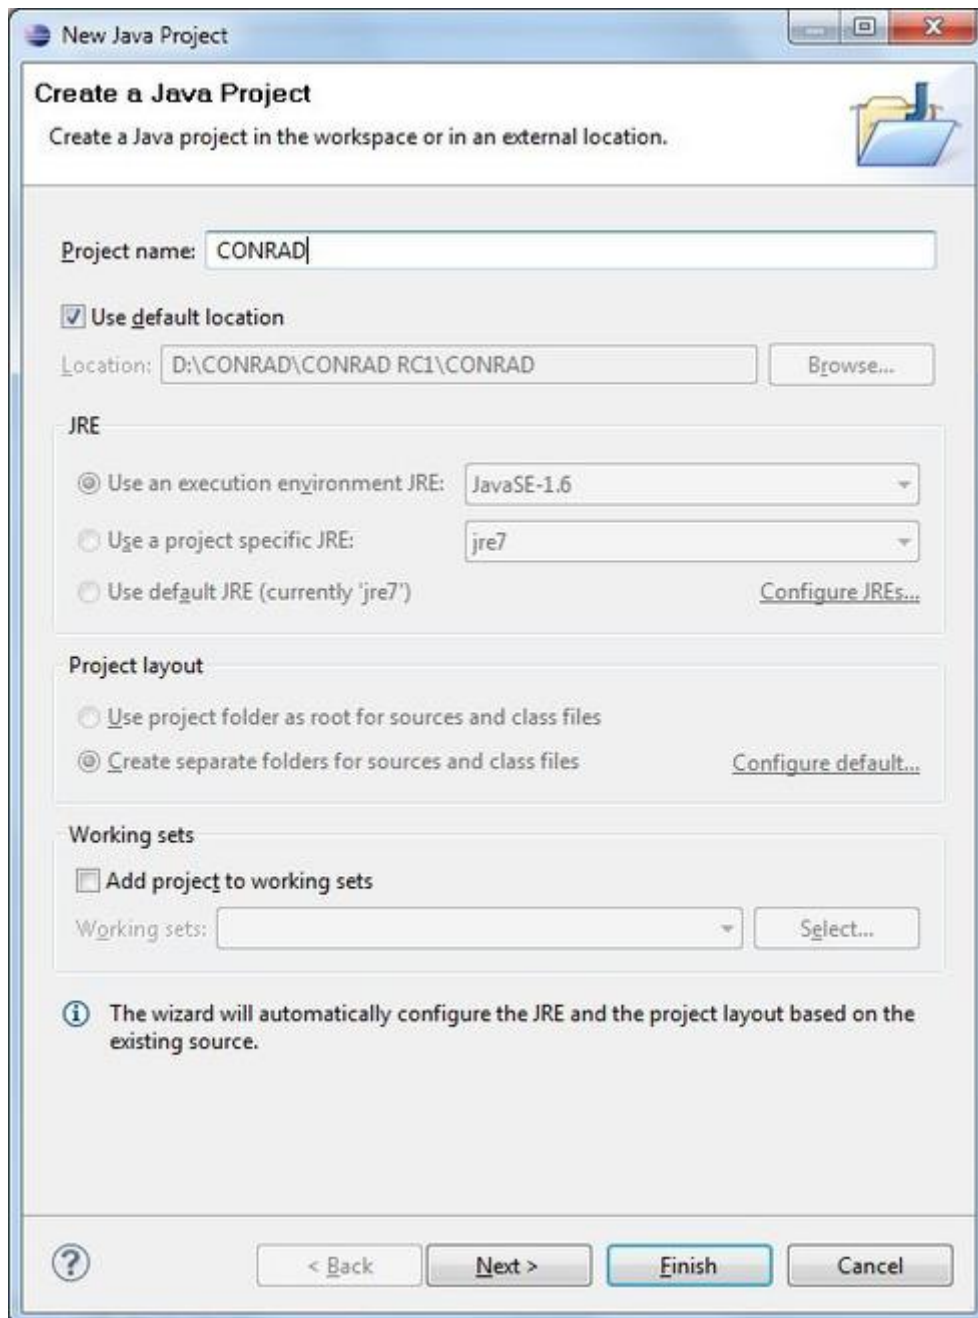 New Java Project
Create a Java Project
Create a Java project in the workspace or in an external location.
Project name: CONRAD
Use default location
Location: D:\CONRAD\CONRAD RC1\CONRAD Browse...
JRE
Use an execution environment JRE: JavaSE-1.6
Use a project specific JRE: jre7
Use default JRE (currently 'jre7') Configure JREs...
Project layout
Use project folder as root for sources and class files
Create separate folders for sources and class files Configure default...
Working sets
Add project to working sets
Working sets: Select...
The wizard will automatically configure the JRE and the project layout based on the
existing source.
? < Back Next > Finish Cancel